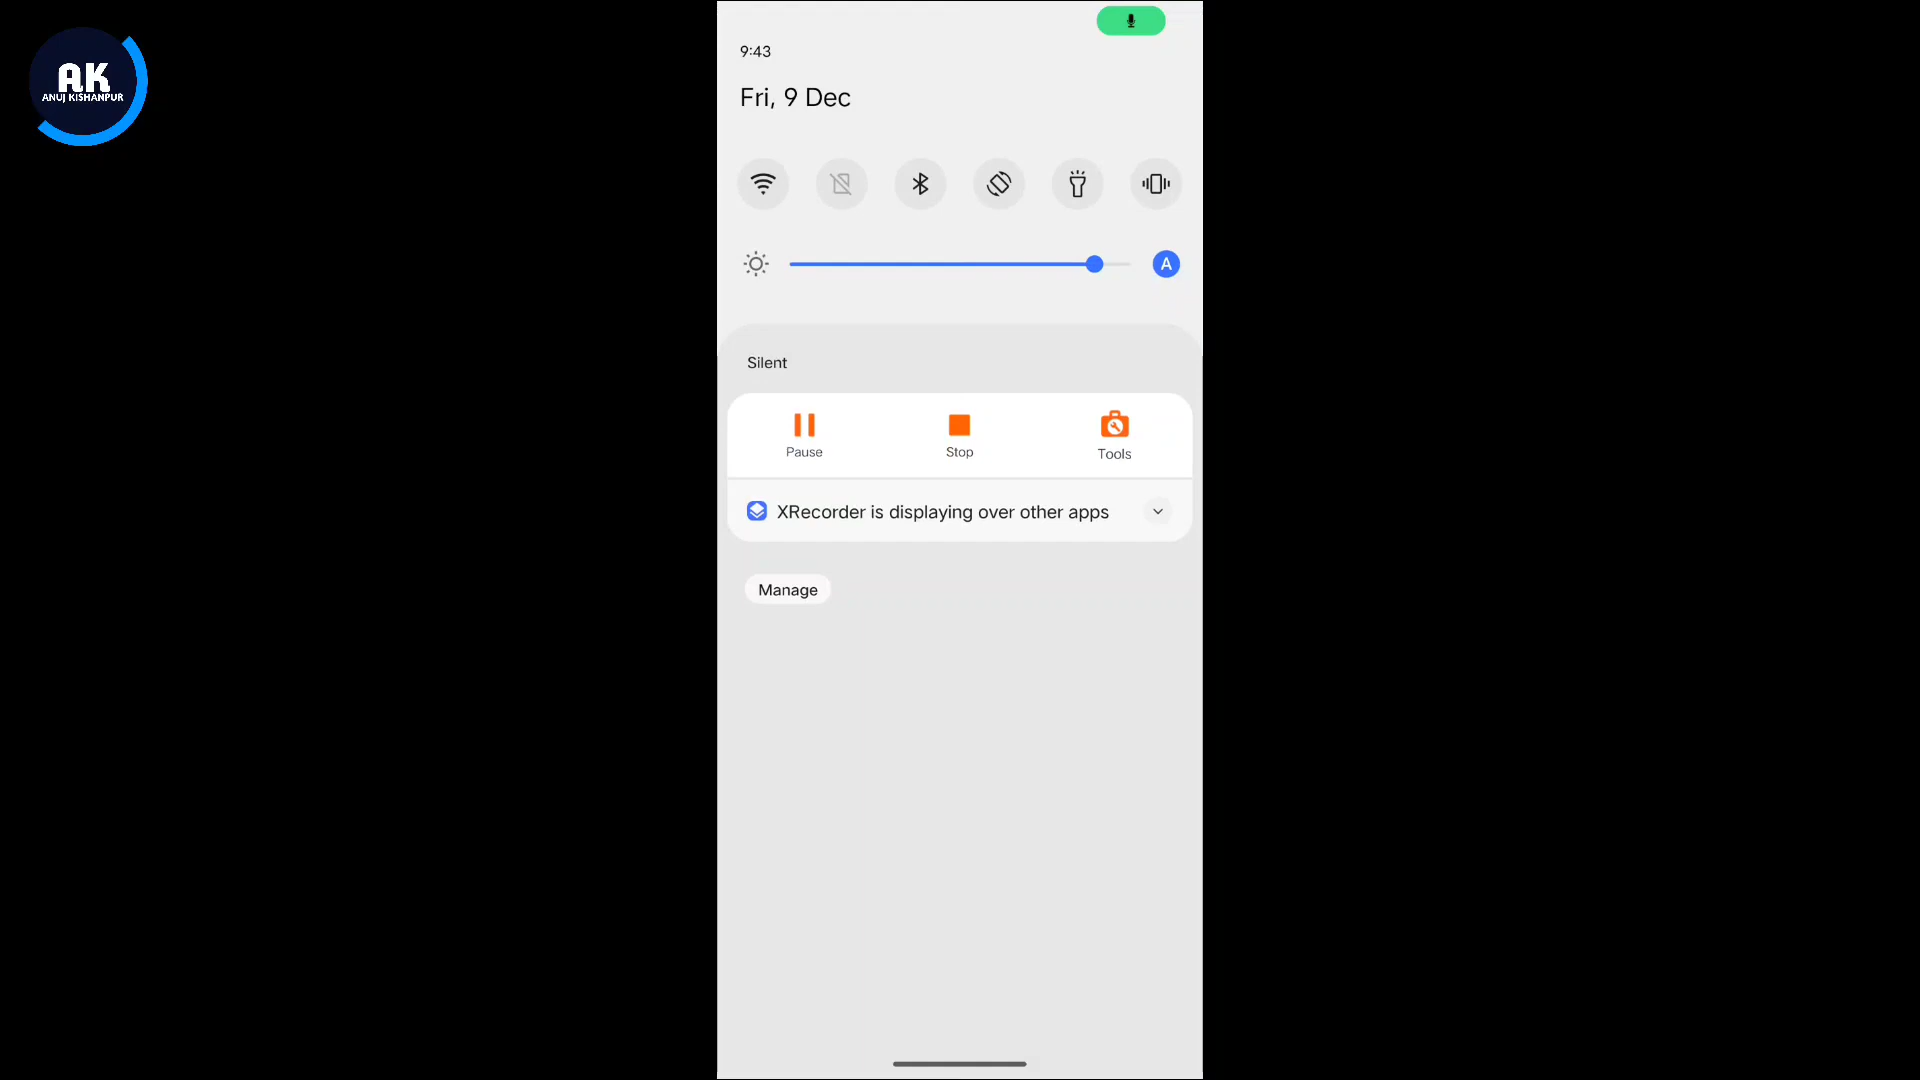 AK
ANUJ KISHANPUR
9:43
Fri, 9 Dec
A
Silent
Pause
Stop
Tools
XRecorder is displaying over other apps
Manage